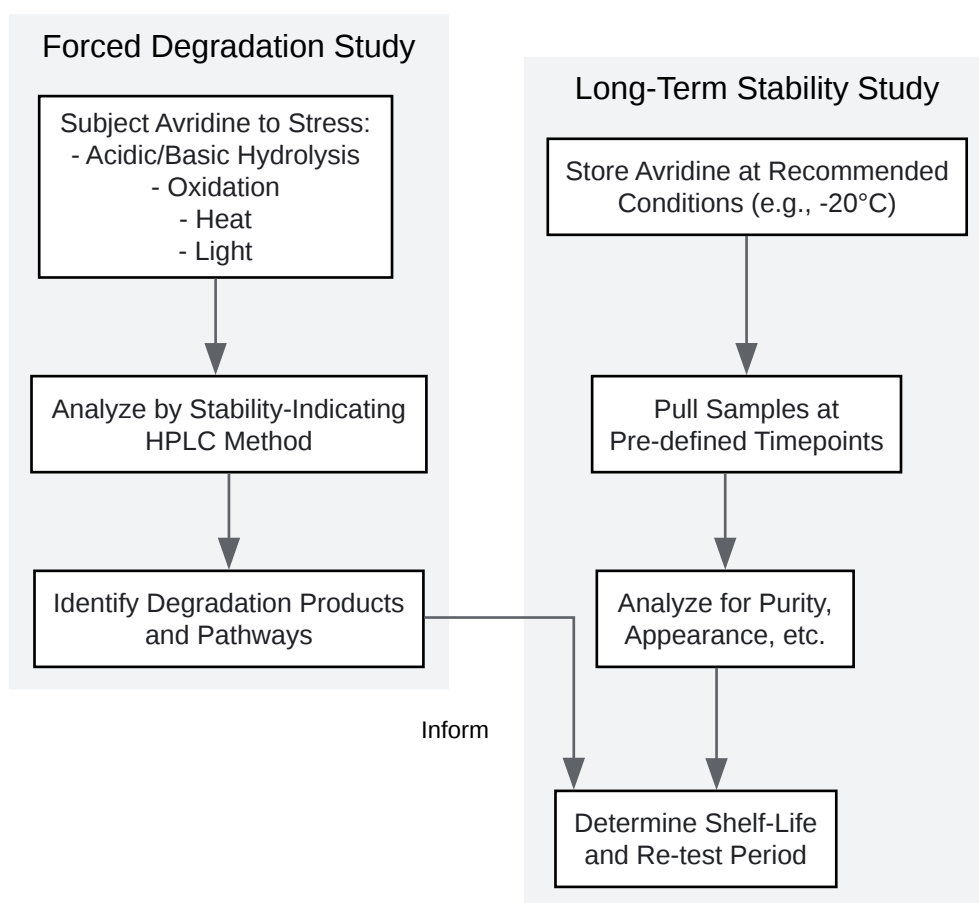 Forced Degradation Study
Subject Avridine to Stress:
- Acidic/Basic Hydrolysis
- Oxidation
- Heat
- Light
Analyze by Stability-Indicating
HPLC Method
Identify Degradation Products
and Pathways
Inform
Long-Term Stability Study
Store Avridine at Recommended
Conditions (e.g., -20°C)
Pull Samples at
Pre-defined Timepoints
Analyze for Purity,
Appearance, etc.
Determine Shelf-Life
and Re-test Period